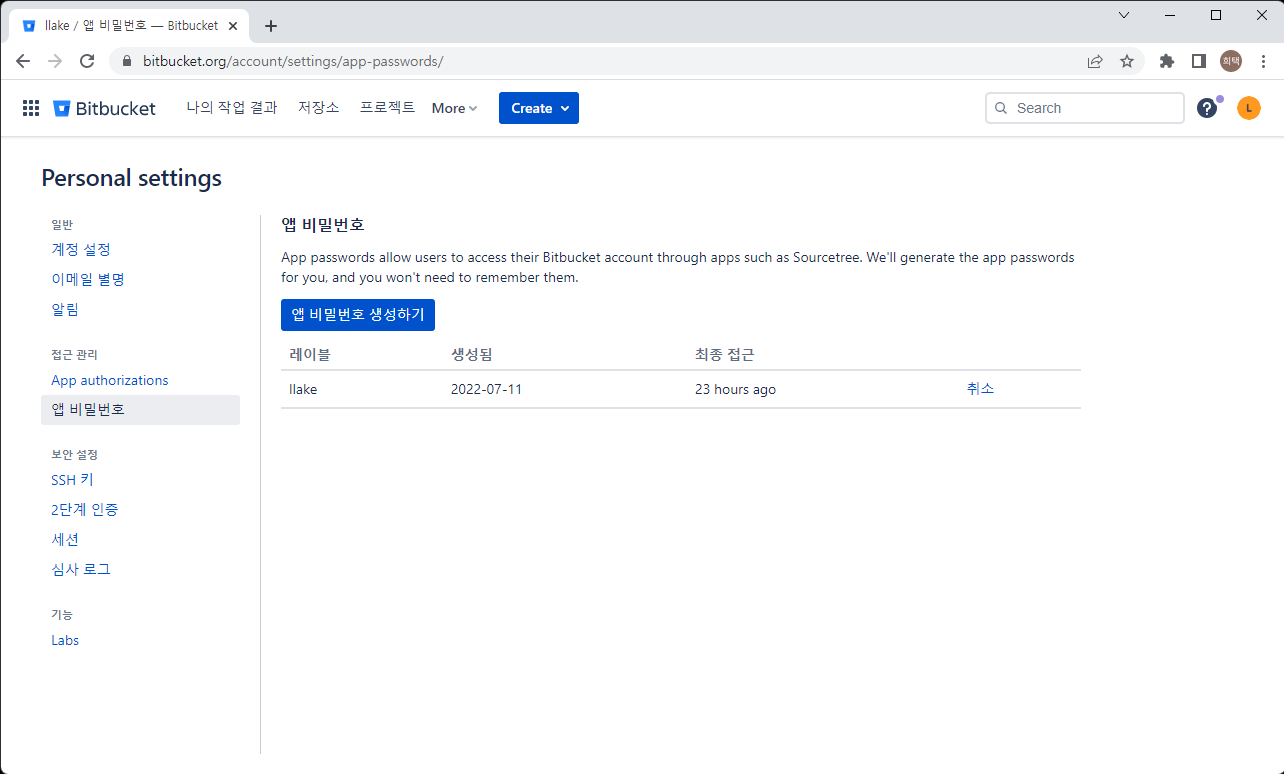 llake / 앱 비밀번호 — Bitbucket
bitbucket.org/account/settings/app-passwords/
희택
Bitbucket 나의 작업 결과 저장소 프로젝트 More Create Search ? L
Personal settings
일반
계정 설정
이메일 별명
알림
접근 관리
App authorizations
앱 비밀번호
보안 설정
SSH 키
2단계 인증
세션
심사 로그
기능
Labs
앱 비밀번호
App passwords allow users to access their Bitbucket account through apps such as Sourcetree. We'll generate the app passwords
for you, and you won't need to remember them.
앱 비밀번호 생성하기
레이블 생성됨 최종 접근
llake 2022-07-11 23 hours ago 취소